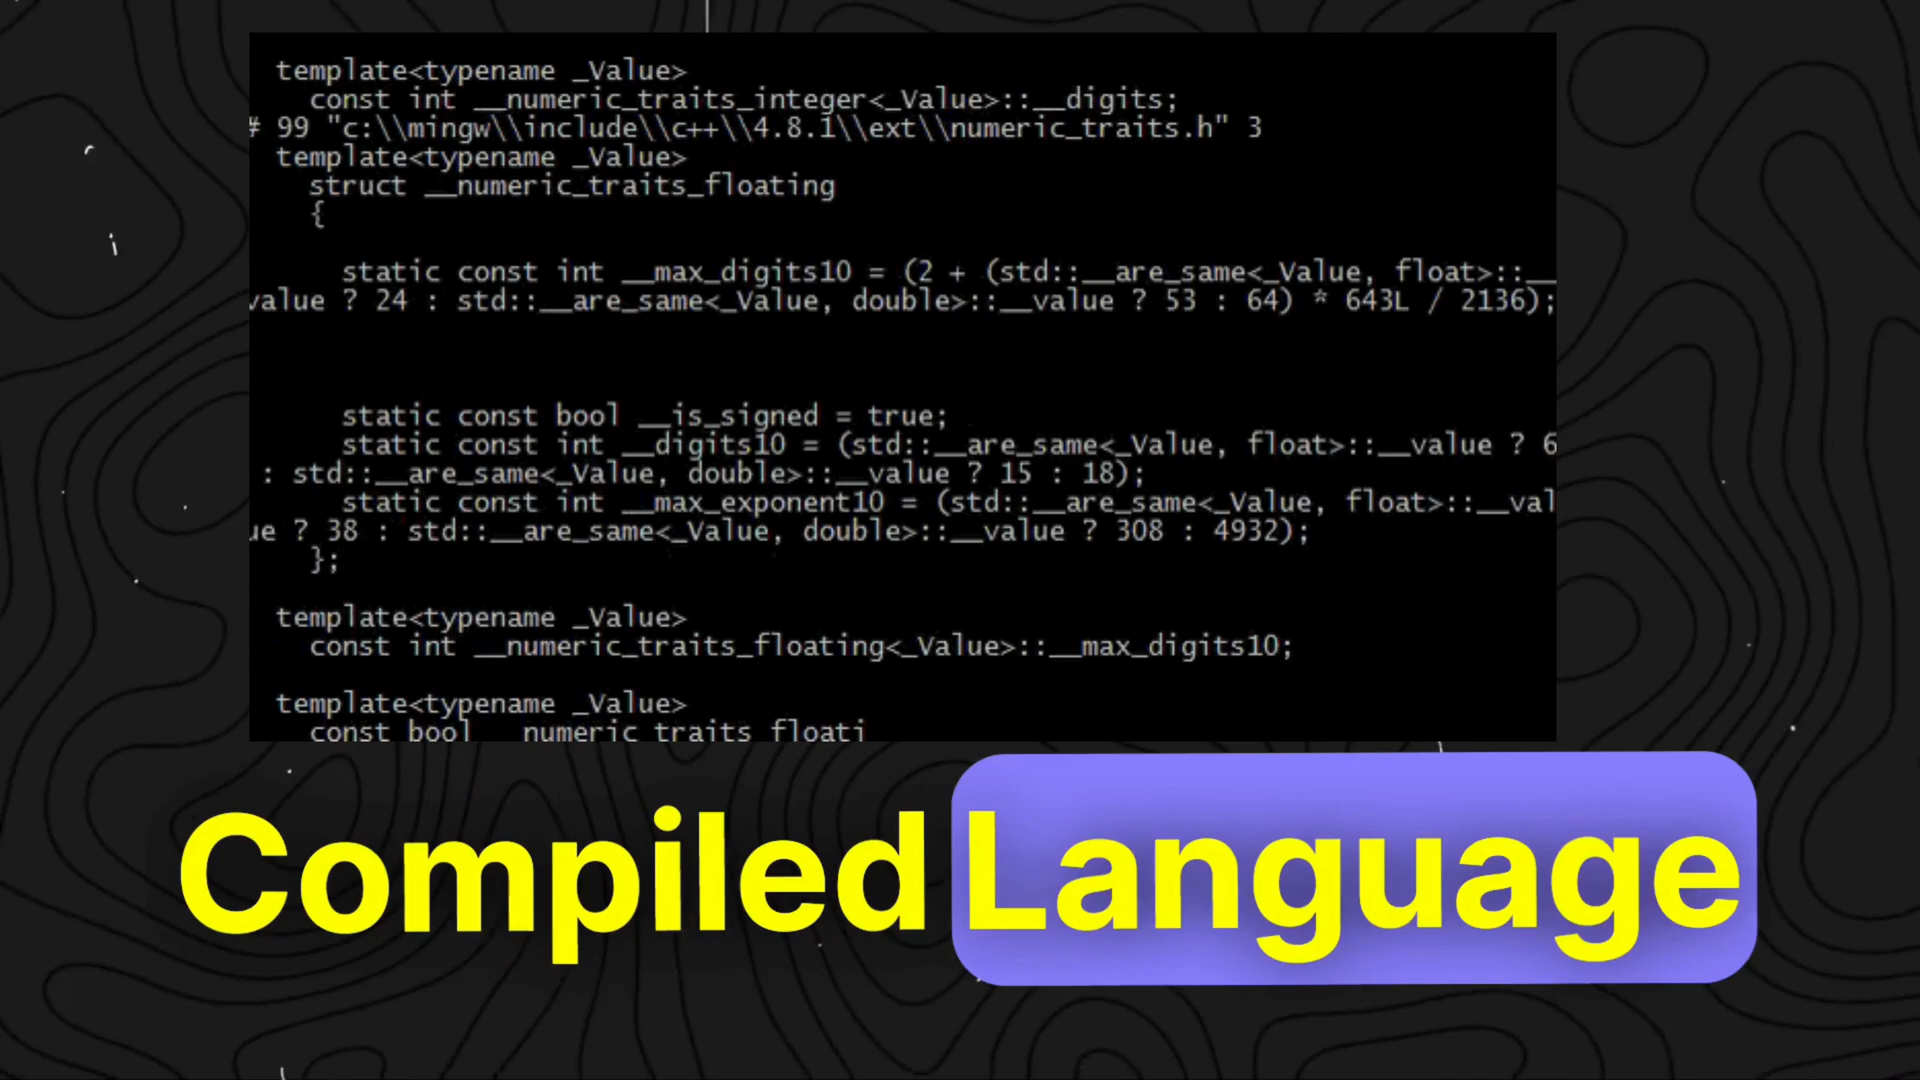 template<typename _Value>
const int __numeric_traits_integer<_Value>::__digits;
# 99 "c:\\mingw\\include\\c++\\4.8.1\\ext\\numeric_traits.h" 3
template<typename _Value>
struct __numeric_traits_floating
{
static const int __max_digits10 = (2 + (std::__are_same<_Value, float>::__
value ? 24 : std::__are_same<_Value, double>::__value ? 53 : 64) * 643L / 2136);
static const bool __is_signed = true;
static const int __digits10 = (std::__are_same<_Value, float>::__value ? 6
: std::__are_same<_Value, double>::__value ? 15 : 18);
static const int __max_exponent10 = (std::__are_same<_Value, float>::__val
ue ? 38 : std::__are_same<_Value, double>::__value ? 308 : 4932);
};
template<typename _Value>
const int __numeric_traits_floating<_Value>::__max_digits10;
template<typename _Value>
const bool __numeric_traits_floati
Compiled Language